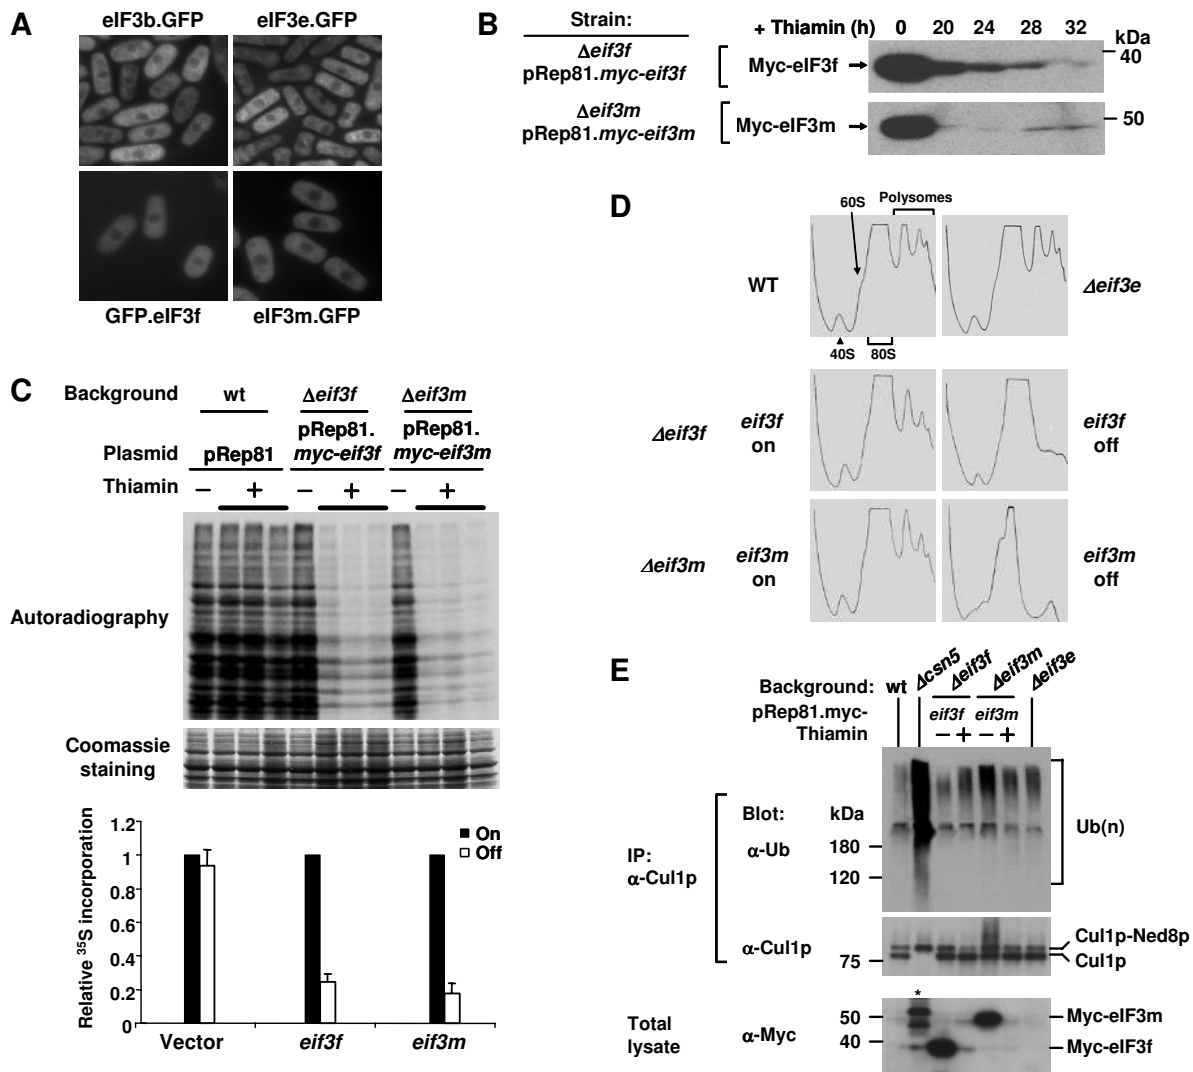 A
eIF3b.GFP eIF3e.GFP
GFP.eIF3f eIF3m.GFP
B
Strain: + Thiamin (h) 0 20 24 28 32 kDa
Δeif3f
pRep81.myc-eif3f Myc-eIF3f 40
Δeif3m
pRep81.myc-eif3m Myc-eIF3m 50
C
Background wt Δeif3f Δeif3m
Plasmid pRep81 pRep81. pRep81.
myc-eif3f myc-eif3m
Thiamin – + – + – +
Autoradiography
Coomassie
staining
Relative 35S incorporation
1.2
1
0.8
0.6
0.4
0.2
0
On
Off
Vector eif3f eif3m
D
60S Polysomes
WT Δeif3e
40S 80S
Δeif3f eif3f on eif3f off
Δeif3m eif3m on eif3m off
E
Background: wt Δcsn5 Δeif3f Δeif3m Δeif3e
pRep81.myc- eif3f eif3m
Thiamin – + – +
IP:
α-Cul1p
Blot: kDa
α-Ub 180
120
Ub(n)
α-Cul1p 75
Cul1p-Ned8p
Cul1p
*
Total
lysate
α-Myc 50
40
Myc-eIF3m
Myc-eIF3f